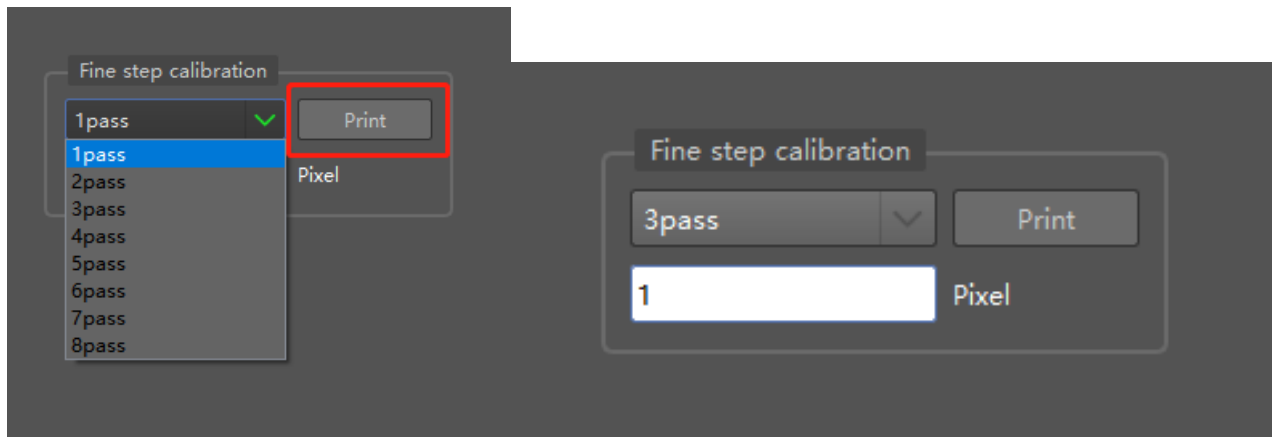 Fine step calibration
1pass
Print
1pass
2pass
3pass
4pass
5pass
6pass
7pass
8pass
Pixel
Fine step calibration
3pass
Print
1
Pixel